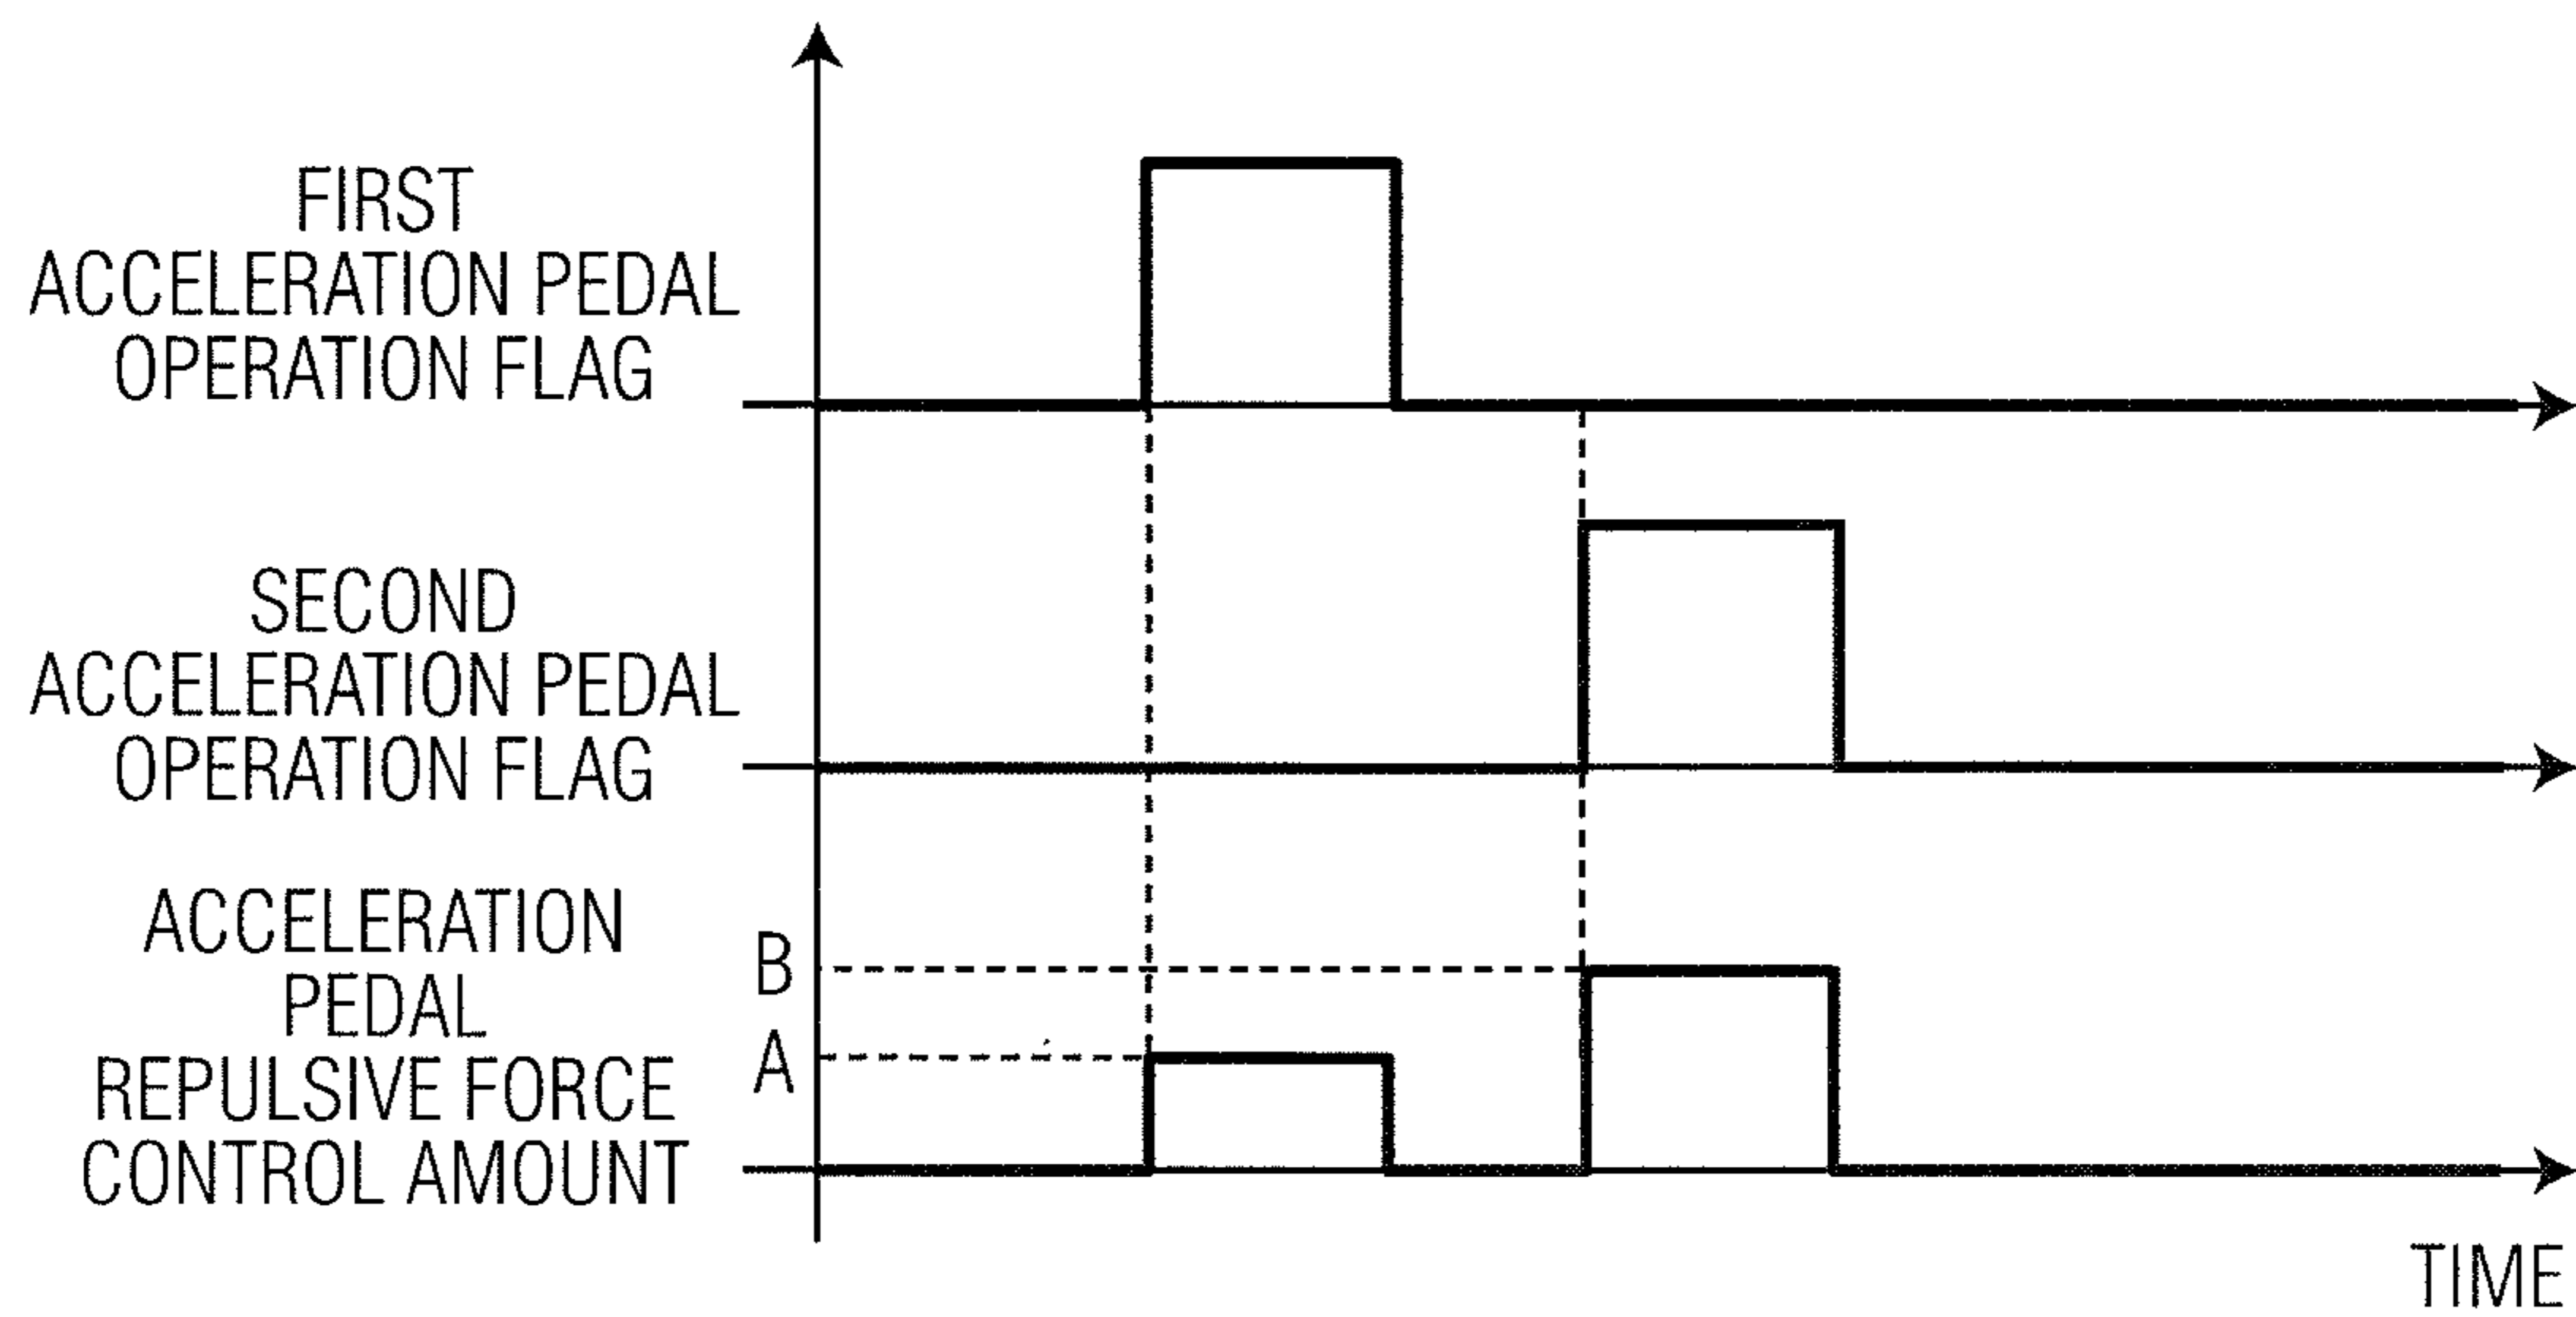 FIRST
ACCELERATION PEDAL
OPERATION FLAG
SECOND
ACCELERATION PEDAL
OPERATION FLAG
ACCELERATION
PEDAL
REPULSIVE FORCE
CONTROL AMOUNT
B
A
TIME